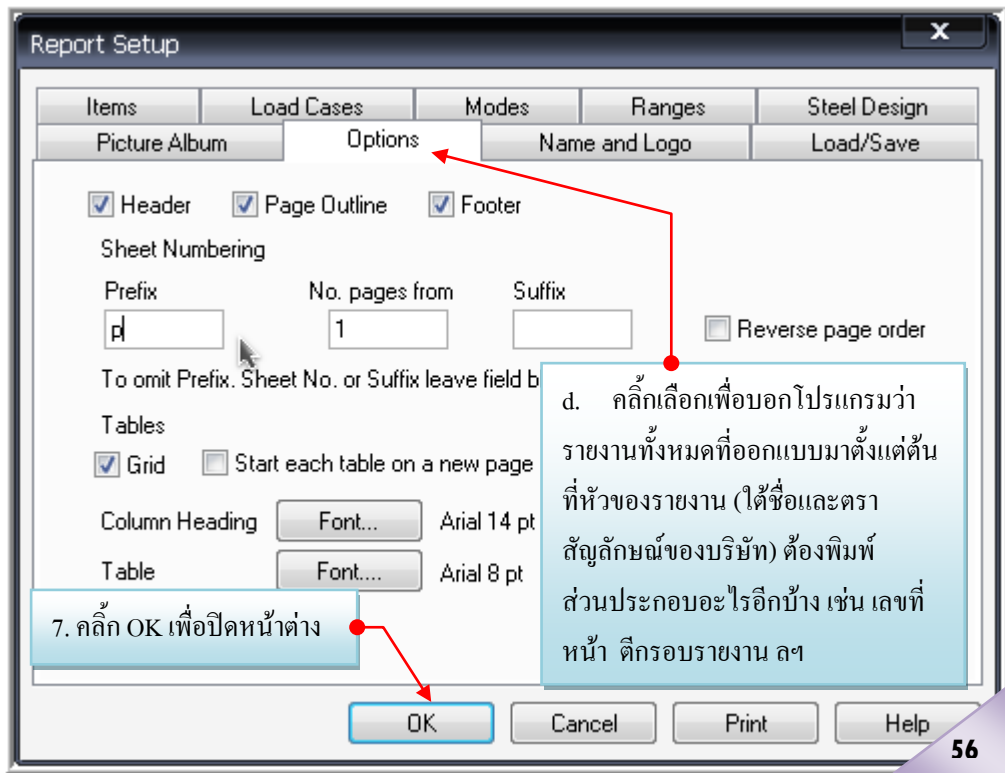 Report Setup
X
Items Load Cases Modes Ranges Steel Design
Picture Album Options Name and Logo Load/Save
Header Page Outline Footer
Sheet Numbering
Prefix No. pages from Suffix
p 1 Reverse page order
To omit Prefix. Sheet No. or Suffix leave field b
Tables
Grid Start each table on a new page
Column Heading Font... Arial 14 pt
Table Font.... Arial 8 pt
d. คลิ้กเลือกเพื่อบอกโปรแกรมว่า
รายงานทั้งหมดที่ออกแบบมาตั้งแต่ต้น
ที่หัวของรายงาน (ใต้ชื่อและตรา
สัญลักษณ์ของบริษัท) ต้องพิมพ์
ส่วนประกอบอะไรอีกบ้าง เช่น เลขที่
หน้า ตีกรอบรายงาน ลฯ
7. คลิ้ก OK เพื่อปิดหน้าต่าง
OK Cancel Print Help
56